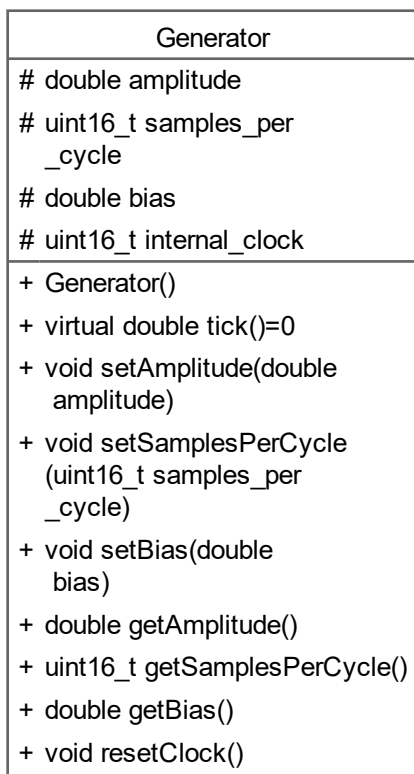 Generator
# double amplitude
# uint16_t samples_per
_cycle
# double bias
# uint16_t internal_clock
+ Generator()
+ virtual double tick()=0
+ void setAmplitude(double
amplitude)
+ void setSamplesPerCycle
(uint16_t samples_per
_cycle)
+ void setBias(double
bias)
+ double getAmplitude()
+ uint16_t getSamplesPerCycle()
+ double getBias()
+ void resetClock()